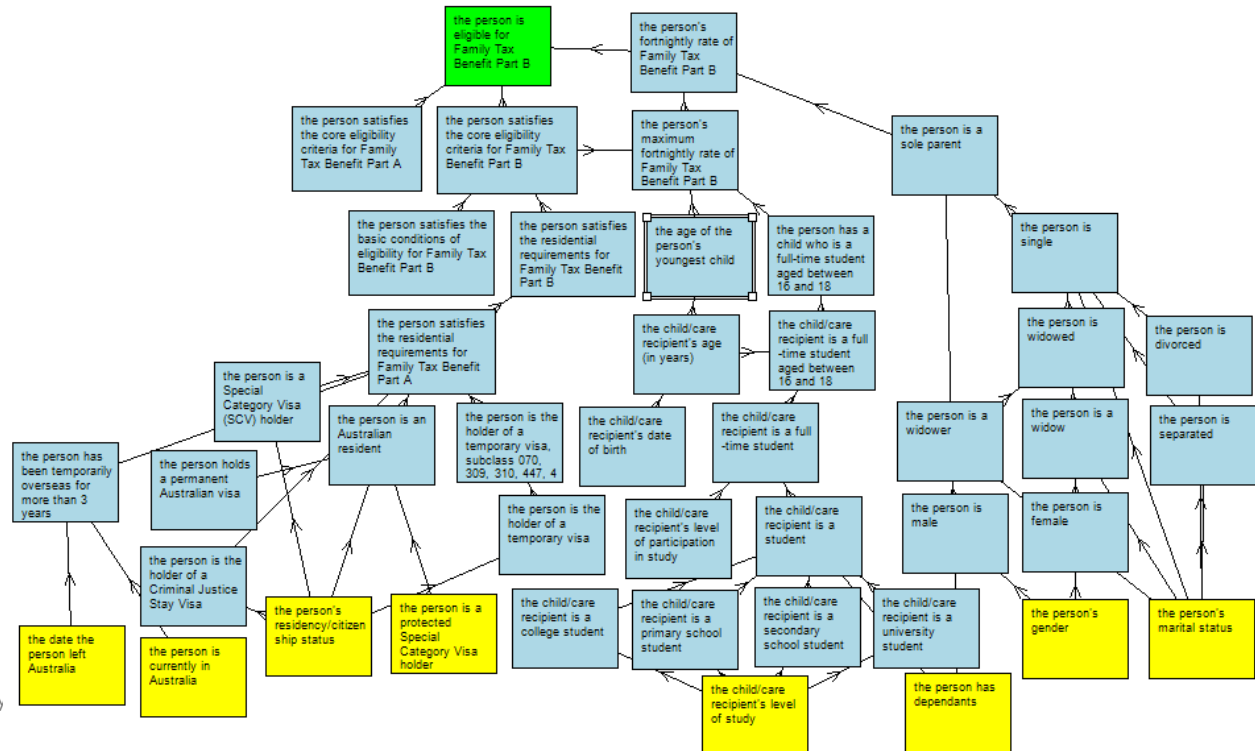 the person is
eligible for
Family Tax
Benefit Part B
the person's
fortnightly rate of
Family Tax
Benefit Part B
the person satisfies
the core eligibility
criteria for Family
Tax Benefit Part A
the person satisfies
the core eligibility
criteria for Family Tax
Benefit Part B
the person's
maximum
fortnightly rate of
Family Tax
Benefit Part B
the person is a
sole parent
the person satisfies the
basic conditions of
eligibility for Family Tax
Benefit Part B
the person satisfies
the residential
requirements for
Family Tax Benefit
Part B
the age of the
person's
youngest child
the person has a
child who is a
full-time student
aged between
16 and 18
the person is
single
the person satisfies
the residential
requirements for
Family Tax Benefit
Part A
the child/care
recipient's age
(in years)
the child/care
recipient is a full
-time student
aged between
16 and 18
the person is
widowed
the person is
divorced
the person is a
Special
Category Visa
(SCV) holder
the person is an
Australian
resident
the person is the
holder of a
temporary visa,
subclass 070,
309, 310, 447, 4
the child/care
recipient's date
of birth
the child/care
recipient is a full
-time student
the person is a
widower
the person is a
widow
the person is
separated
the person has
been temporarily
overseas for
more than 3
years
the person holds
a permanent
Australian visa
the person is the
holder of a
temporary visa
the child/care
recipient's level
of participation
in study
the child/care
recipient is a
student
the person is
male
the person is
female
the person is the
holder of a
Criminal Justice
Stay Visa
the child/care
recipient is a
college student
the child/care
recipient is a
primary school
student
the child/care
recipient is a
secondary
school student
the child/care
recipient is a
university
student
the date the
person left
Australia
the person is
currently in
Australia
the person's
residency/citizen
ship status
the person is a
protected
Special
Category Visa
holder
the child/care
recipient's level
of study
the person has
dependants
the person's
gender
the person's
marital status